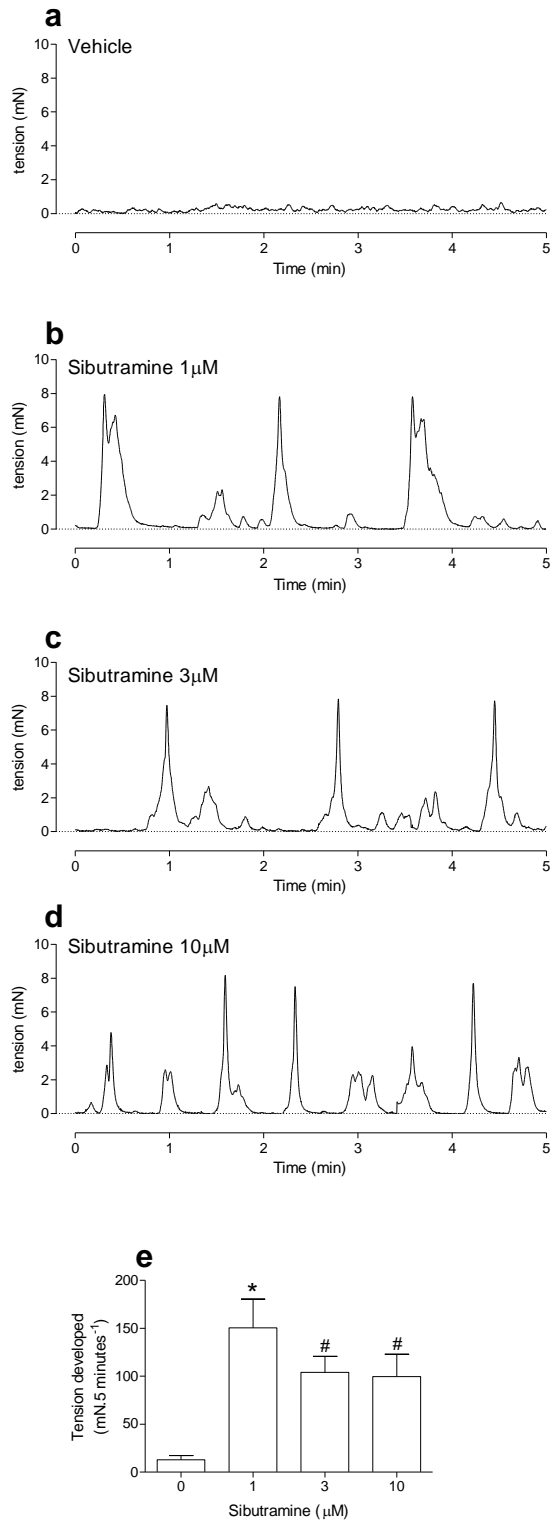 a
Vehicle
10
8
6
4
2
0
tension (mN)
0 1 2 3 4 5
Time (min)
b
Sibutramine 1μM
10
8
6
4
2
0
tension (mN)
0 1 2 3 4 5
Time (min)
c
Sibutramine 3μM
10
8
6
4
2
0
tension (mN)
0 1 2 3 4 5
Time (min)
d
Sibutramine 10μM
10
8
6
4
2
0
tension (mN)
0 1 2 3 4 5
Time (min)
e
200
150
100
50
0
Tension developed
(mN.5 minutes⁻¹)
* # #
0 1 3 10
Sibutramine ( μM)